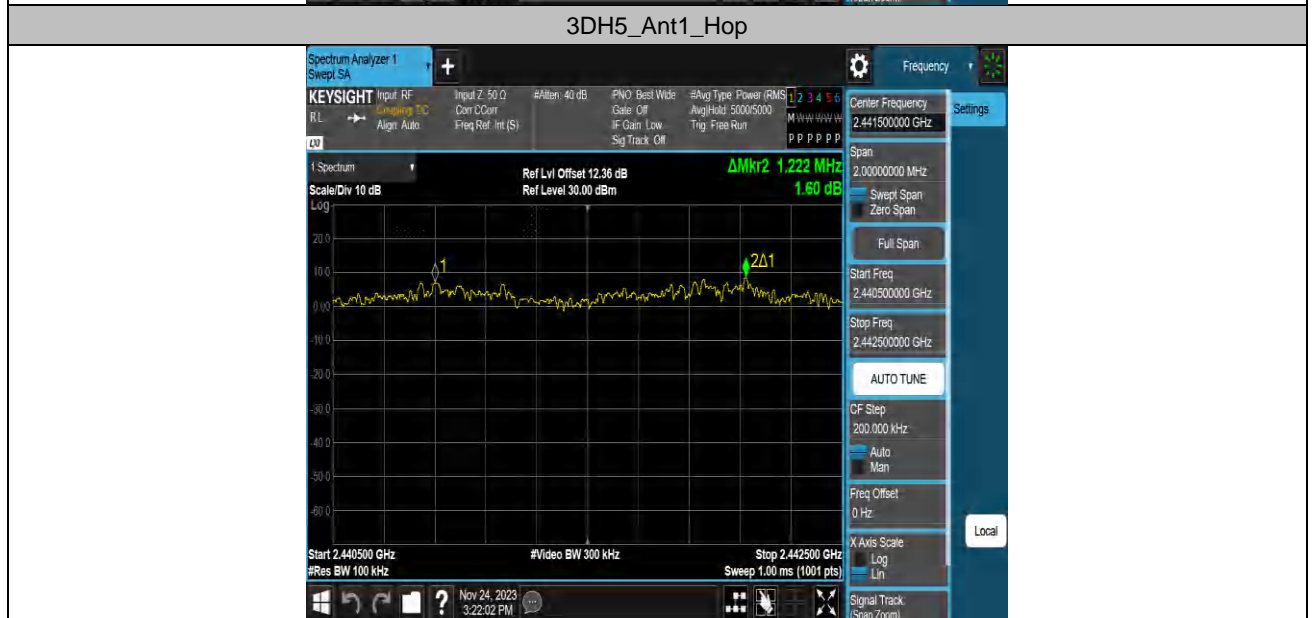 3DH5_Ant1_Hop
Spectrum Analyzer 1
Swept SA
+
Frequency
KEYSIGHT
RL
LXI
Input: RF
Coupling: DC
Align: Auto
Input Z: 50 Ω
Corr CCorr
Freq Ref: Int (S)
#Atten: 40 dB
PNO: Best Wide
Gate: Off
IF Gain: Low
Sig Track: Off
#Avg Type: Power (RMS
Avg|Hold: 5000/5000
Trig: Free Run
1 2 3 4 5 6
M W W W W W
P P P P P P
Center Frequency
2.441500000 GHz
Settings
1 Spectrum
Scale/Div 10 dB
Ref Lvl Offset 12.36 dB
Ref Level 30.00 dBm
ΔMkr2 1.222 MHz
1.60 dB
Span
2.00000000 MHz
Swept Span
Zero Span
Log
20.0
10.0
0.00
-10.0
-20.0
-30.0
-40.0
-50.0
-60.0
1
2Δ1
Full Span
Start Freq
2.440500000 GHz
Stop Freq
2.442500000 GHz
AUTO TUNE
CF Step
200.000 kHz
Auto
Man
Freq Offset
0 Hz
Local
X Axis Scale
Log
Lin
Start 2.440500 GHz
#Res BW 100 kHz
#Video BW 300 kHz
Stop 2.442500 GHz
Sweep 1.00 ms (1001 pts)
?
Nov 24, 2023
3:22:02 PM
Signal Track
(Span Zoom)